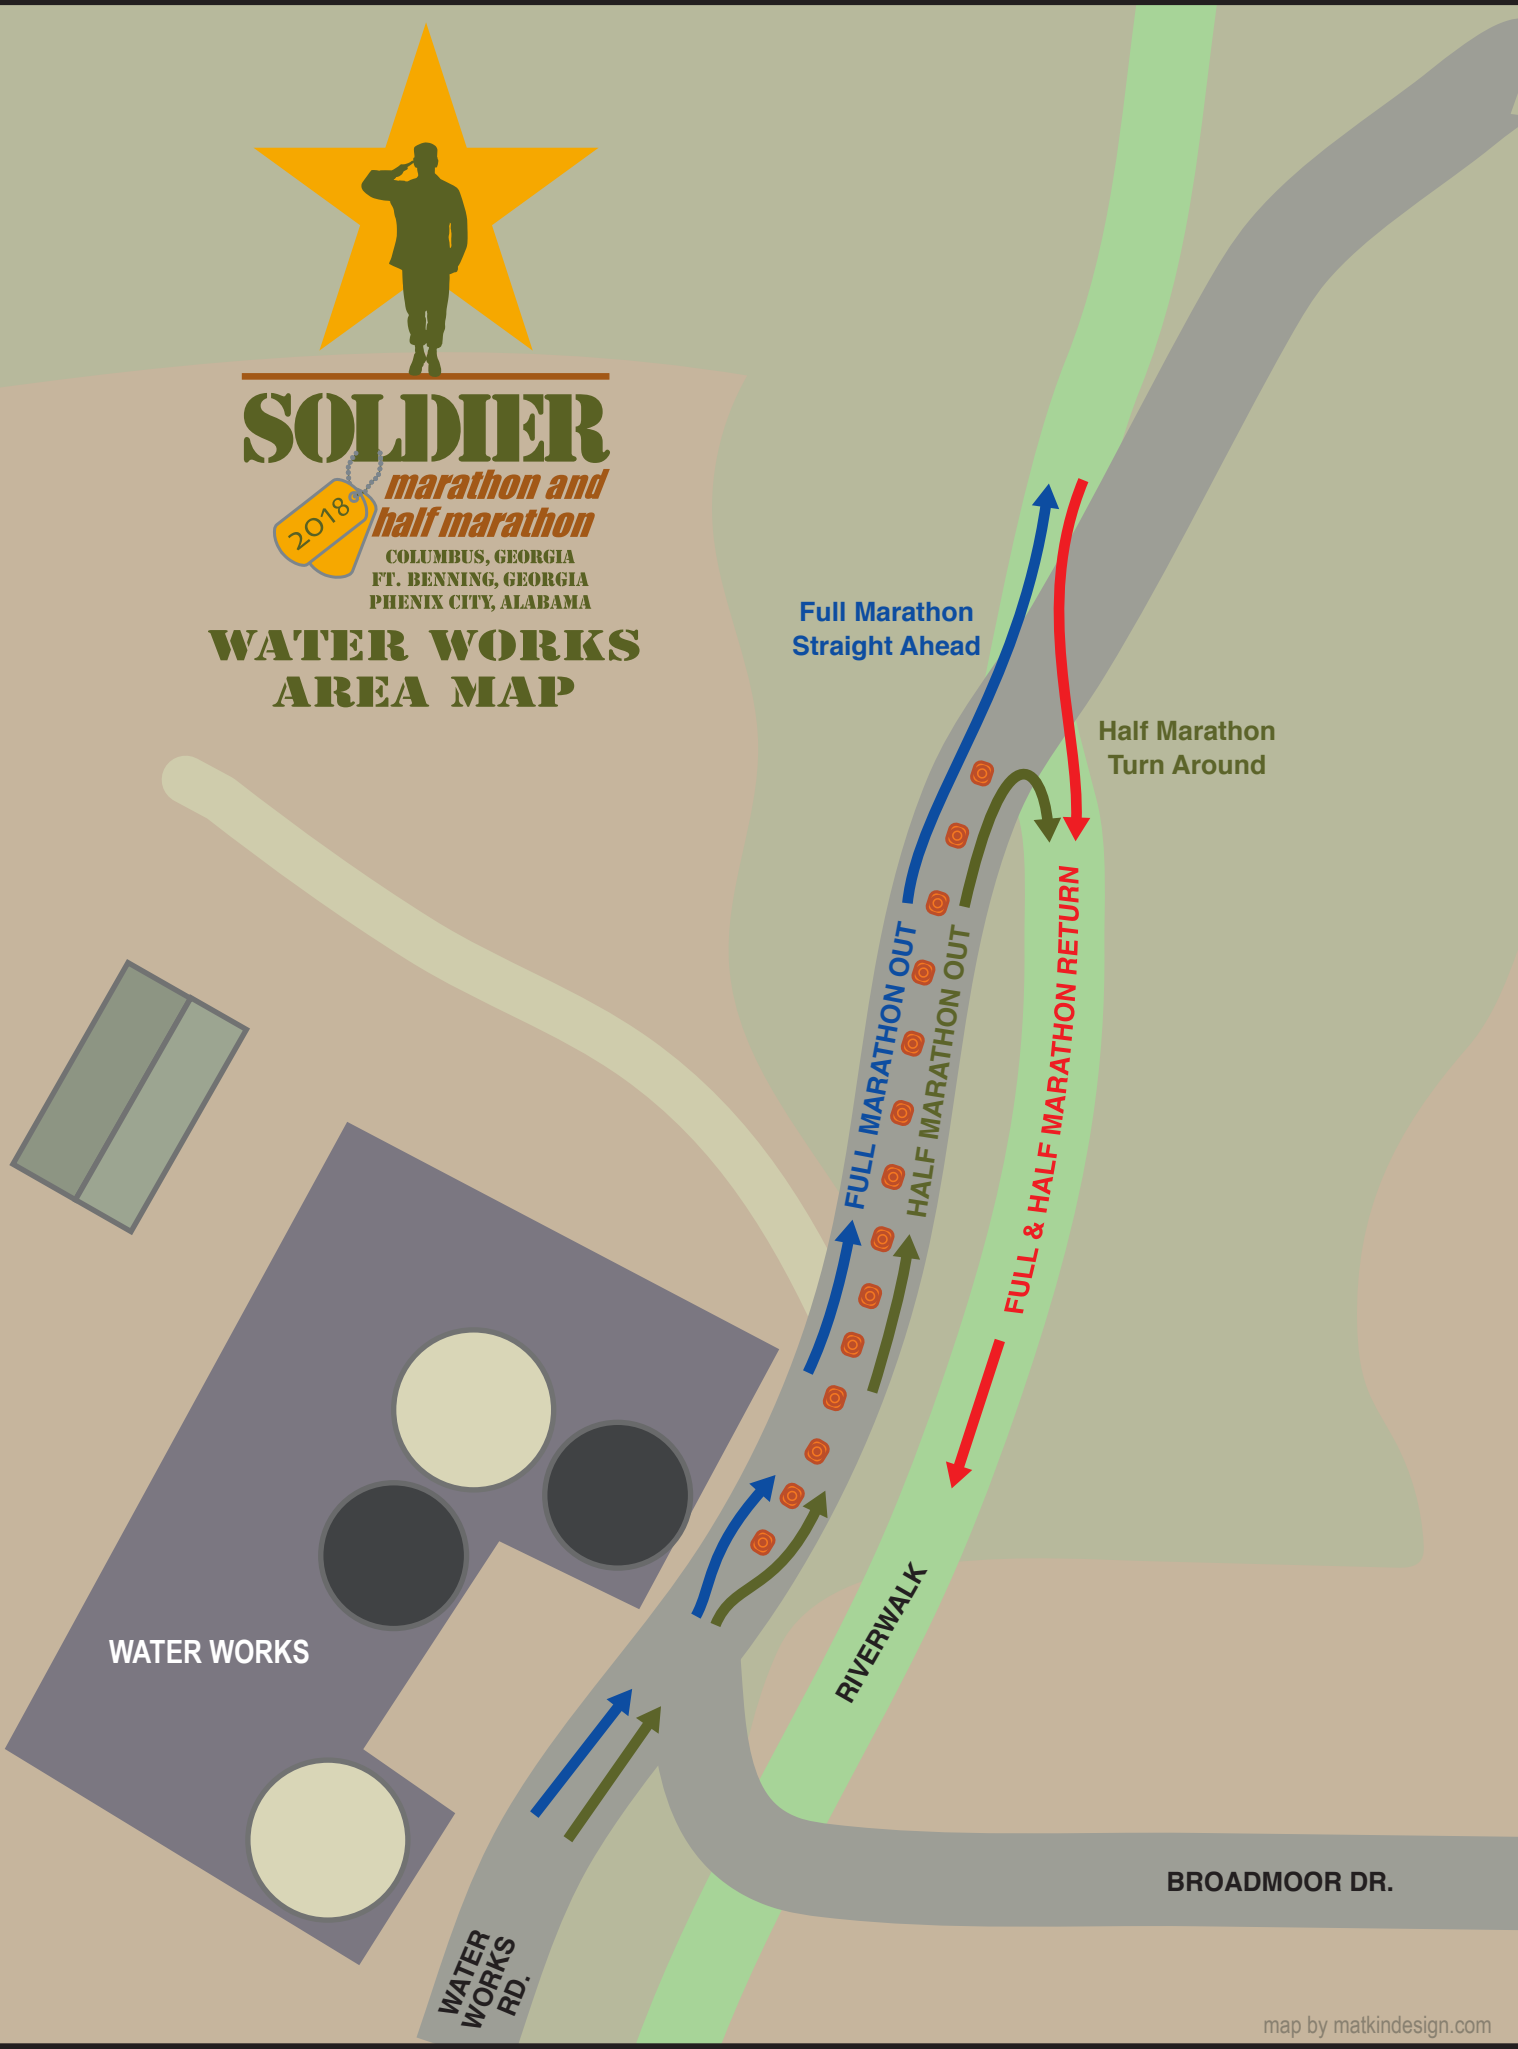 SOLDIER
marathon and
half marathon
2018
COLUMBUS, GEORGIA
FT. BENNING, GEORGIA
PHENIX CITY, ALABAMA
WATER WORKS
AREA MAP
Full Marathon
Straight Ahead
Half Marathon
Turn Around
FULL MARATHON OUT
HALF MARATHON OUT
FULL & HALF MARATHON RETURN
WATER WORKS
RIVERWALK
BROADMOOR DR.
WATER
WORKS
RD.
map by matkindesign.com